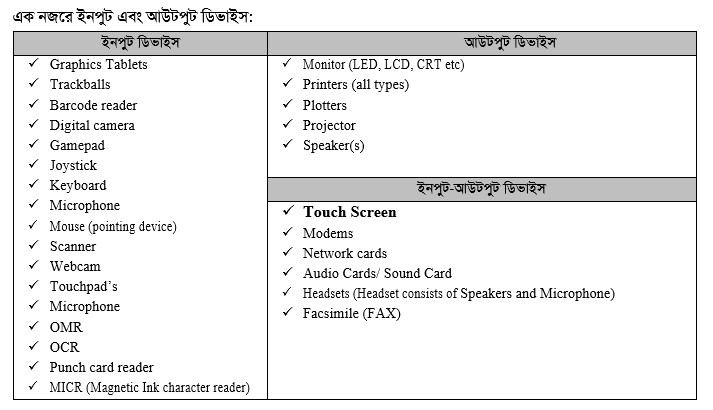 এক নজরে ইনপুট এবং আউটপুট ডিভাইস:
ইনপুট ডিভাইস
✓ Graphics Tablets
✓ Trackballs
✓ Barcode reader
✓ Digital camera
✓ Gamepad
✓ Joystick
✓ Keyboard
✓ Microphone
✓ Mouse (pointing device)
✓ Scanner
✓ Webcam
✓ Touchpad’s
✓ Microphone
✓ OMR
✓ OCR
✓ Punch card reader
✓ MICR (Magnetic Ink character reader)
আউটপুট ডিভাইস
✓ Monitor (LED, LCD, CRT etc)
✓ Printers (all types)
✓ Plotters
✓ Projector
✓ Speaker(s)
ইনপুট-আউটপুট ডিভাইস
✓ Touch Screen
✓ Modems
✓ Network cards
✓ Audio Cards/ Sound Card
✓ Headsets (Headset consists of Speakers and Microphone)
✓ Facsimile (FAX)